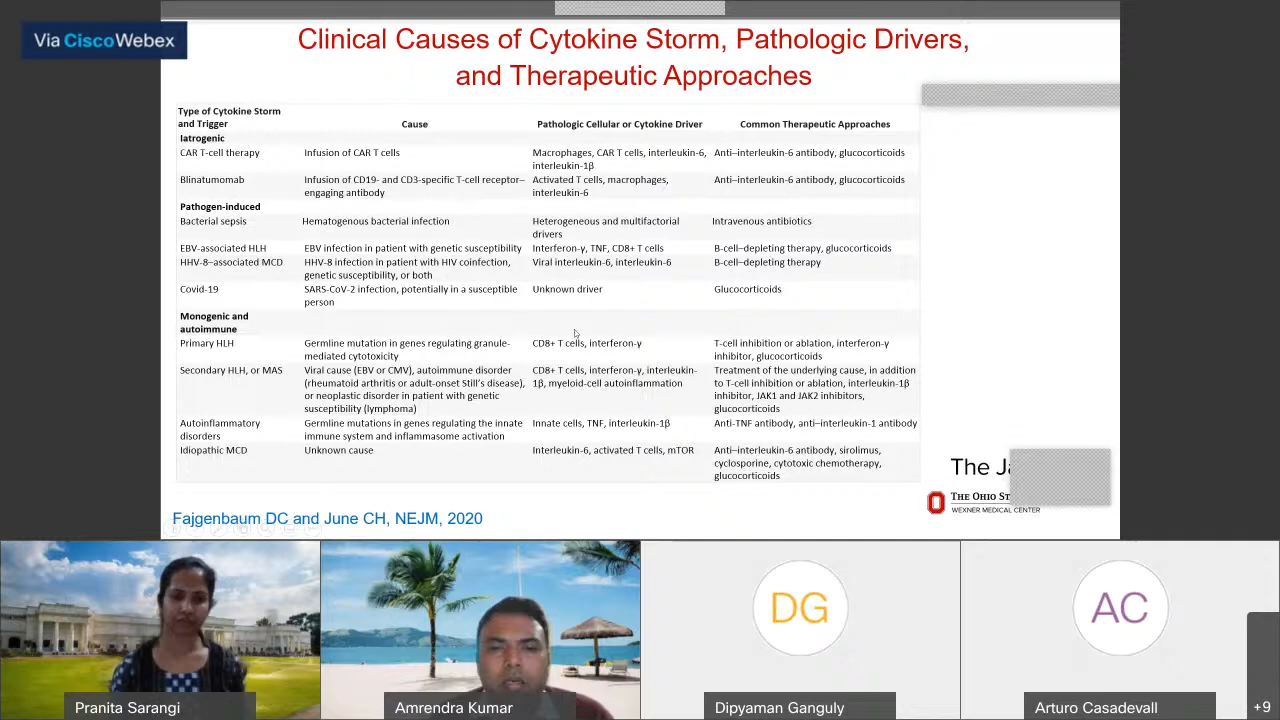 Via Cisco Webex
Clinical Causes of Cytokine Storm, Pathologic Drivers,
and Therapeutic Approaches
Type of Cytokine Storm
and Trigger
Cause
Pathologic Cellular or Cytokine Driver
Common Therapeutic Approaches
Iatrogenic
CAR T-cell therapy
Infusion of CAR T cells
Macrophages, CAR T cells, interleukin-6,
interleukin-1β
Anti–interleukin-6 antibody, glucocorticoids
Blinatumomab
Infusion of CD19- and CD3-specific T-cell receptor–
engaging antibody
Activated T cells, macrophages,
interleukin-6
Anti–interleukin-6 antibody, glucocorticoids
Pathogen-induced
Bacterial sepsis
Hematogenous bacterial infection
Heterogeneous and multifactorial
drivers
Intravenous antibiotics
EBV-associated HLH
EBV infection in patient with genetic susceptibility
Interferon-γ, TNF, CD8+ T cells
B-cell–depleting therapy, glucocorticoids
HHV-8–associated MCD
HHV-8 infection in patient with HIV coinfection,
genetic susceptibility, or both
Viral interleukin-6, interleukin-6
B-cell–depleting therapy
Covid-19
SARS-CoV-2 infection, potentially in a susceptible
person
Unknown driver
Glucocorticoids
Monogenic and
autoimmune
Primary HLH
Germline mutation in genes regulating granule-
mediated cytotoxicity
CD8+ T cells, interferon-γ
T-cell inhibition or ablation, interferon-γ
inhibitor, glucocorticoids
Secondary HLH, or MAS
Viral cause (EBV or CMV), autoimmune disorder
(rheumatoid arthritis or adult-onset Still's disease),
or neoplastic disorder in patient with genetic
susceptibility (lymphoma)
CD8+ T cells, interferon-γ, interleukin-
1β, myeloid-cell autoinflammation
Treatment of the underlying cause, in addition
to T-cell inhibition or ablation, interleukin-1β
inhibitor, JAK1 and JAK2 inhibitors,
glucocorticoids
Autoinflammatory
disorders
Germline mutations in genes regulating the innate
immune system and inflammasome activation
Innate cells, TNF, interleukin-1β
Anti-TNF antibody, anti–interleukin-1 antibody
Idiopathic MCD
Unknown cause
Interleukin-6, activated T cells, mTOR
Anti–interleukin-6 antibody, sirolimus,
cyclosporine, cytotoxic chemotherapy,
glucocorticoids
The
The Ohio
WEXNER MEDICAL CENTER
Fajgenbaum DC and June CH, NEJM, 2020
DG
AC
Pranita Sarangi
Amrendra Kumar
Dipyaman Ganguly
Arturo Casadevall
+9